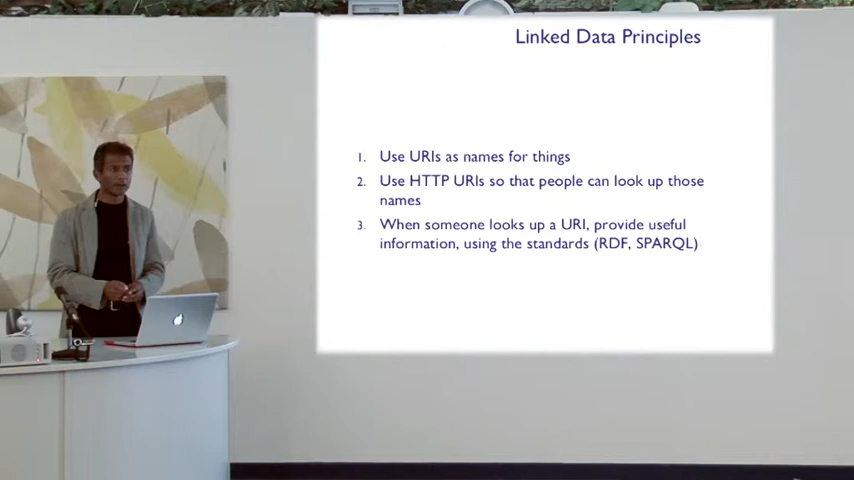 Linked Data Principles
1. Use URIs as names for things
2. Use HTTP URIs so that people can look up those
names
3. When someone looks up a URI, provide useful
information, using the standards (RDF, SPARQL)